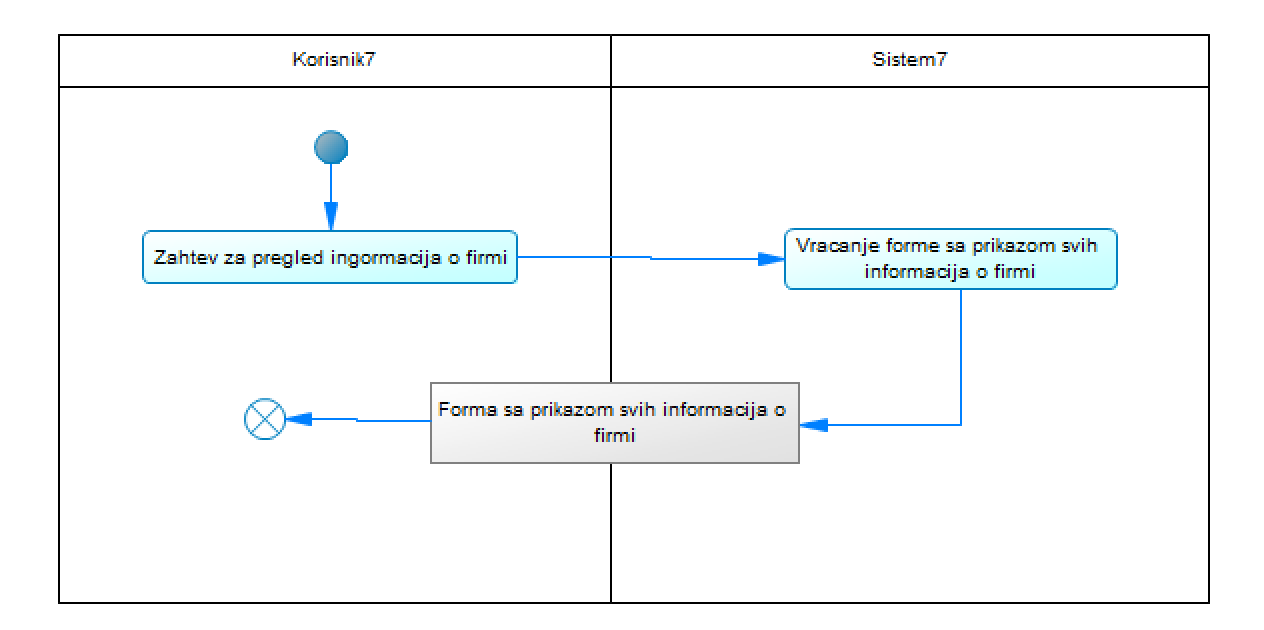 Korisnik7
Sistem7
Zahtev za pregled ingormacija o firmi
Vracanje forme sa prikazom svih
informacija o firmi
Forma sa prikazom svih informacija o
firmi